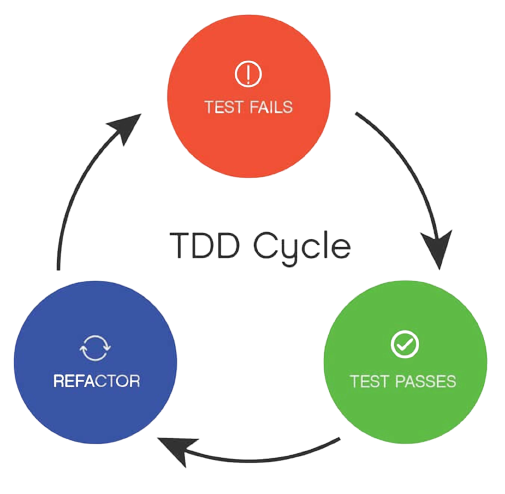 TEST FAILS
TDD Cycle
REFACTOR
TEST PASSES